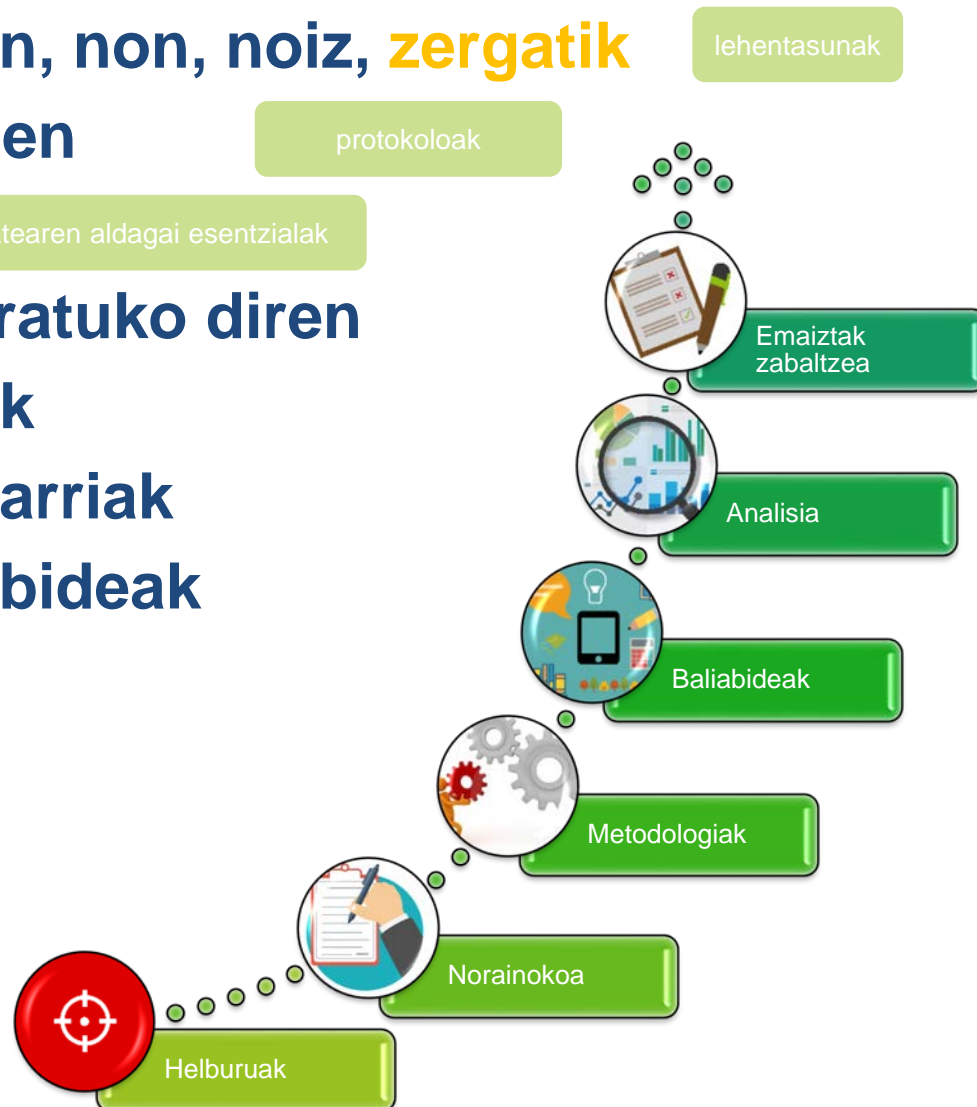 n, non, noiz, zergatik
lehentasunak
en
protokoloak
tearen aldagai esentzialak
ratuko diren
k
arriak
bideak
Emaiztak
zabaltzea
Analisia
Baliabideak
Metodologiak
Norainokoa
Helburuak